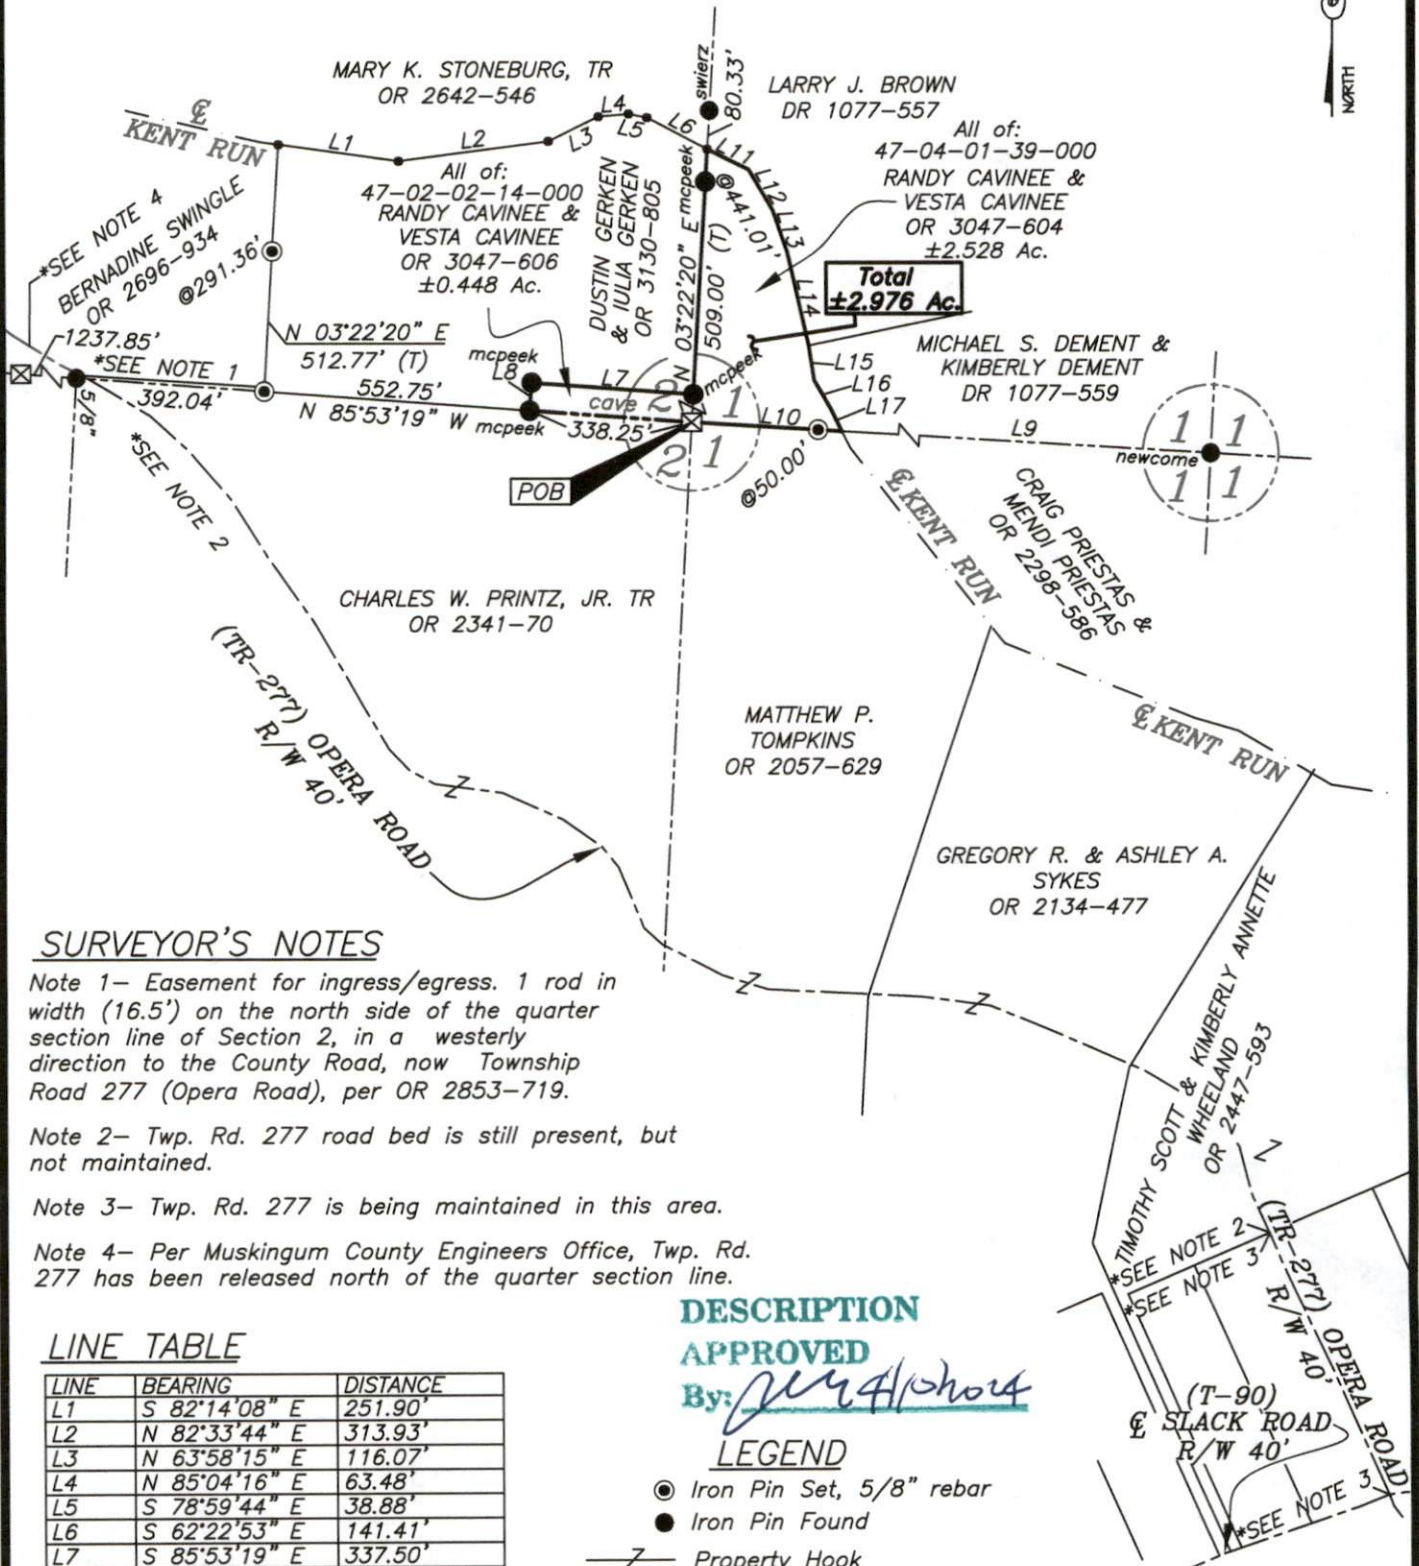 NORTH
MARY K. STONEBURG, TR
OR 2642-546
swierz
80.33'
LARRY J. BROWN
DR 1077-557
℄
KENT RUN
L1
L2
L3
L4
L5
L6
L11
L12
L13
L14
All of:
47-04-01-39-000
RANDY CAVINEE &
VESTA CAVINEE
OR 3047-604
±2.528 Ac.
All of:
47-02-02-14-000
RANDY CAVINEE &
VESTA CAVINEE
OR 3047-606
±0.448 Ac.
DUSTIN GERKEN
& IULIA GERKEN
OR 3130-805
mcpeek
@441.01'
N 03°22'20" E
509.00' (T)
Total
±2.976 Ac.
*SEE NOTE 4
BERNADINE SWINGLE
OR 2696-934
@291.36'
1237.85'
*SEE NOTE 1
392.04'
5/8"
N 03°22'20" E
512.77' (T)
552.75'
N 85°53'19" W
mcpeek
L8
L7
cave
mcpeek
338.25'
mcpeek
2 1
2 1
POB
L10
@50.00'
L15
L16
L17
MICHAEL S. DEMENT &
KIMBERLY DEMENT
DR 1077-559
L9
newcome
1 1
1 1
*SEE NOTE 2
℄ KENT RUN
CRAIG PRIESTAS &
MENDI PRIESTAS
OR 2298-586
CHARLES W. PRINTZ, JR. TR
OR 2341-70
(TR-277) OPERA ROAD
R/W 40'
MATTHEW P.
TOMPKINS
OR 2057-629
℄ KENT RUN
GREGORY R. & ASHLEY A.
SYKES
OR 2134-477
TIMOTHY SCOTT & KIMBERLY ANNETTE
WHEELAND
OR 2447-593
SURVEYOR'S NOTES
Note 1- Easement for ingress/egress. 1 rod in
width (16.5') on the north side of the quarter
section line of Section 2, in a westerly
direction to the County Road, now Township
Road 277 (Opera Road), per OR 2853-719.
Note 2- Twp. Rd. 277 road bed is still present, but
not maintained.
Note 3- Twp. Rd. 277 is being maintained in this area.
Note 4- Per Muskingum County Engineers Office, Twp. Rd.
277 has been released north of the quarter section line.
*SEE NOTE 2
*SEE NOTE 3
(TR-277) OPERA ROAD
R/W 40'
(T-90)
℄ SLACK ROAD
R/W 40'
*SEE NOTE 3
DESCRIPTION
APPROVED
By:
LINE TABLE
LINE BEARING DISTANCE
L1 S 82°14'08" E 251.90'
L2 N 82°33'44" E 313.93'
L3 N 63°58'15" E 116.07'
L4 N 85°04'16" E 63.48'
L5 S 78°59'44" E 38.88'
L6 S 62°22'53" E 141.41'
L7 S 85°53'19" E 337.50'
LEGEND
Iron Pin Set, 5/8" rebar
Iron Pin Found
Property Hook